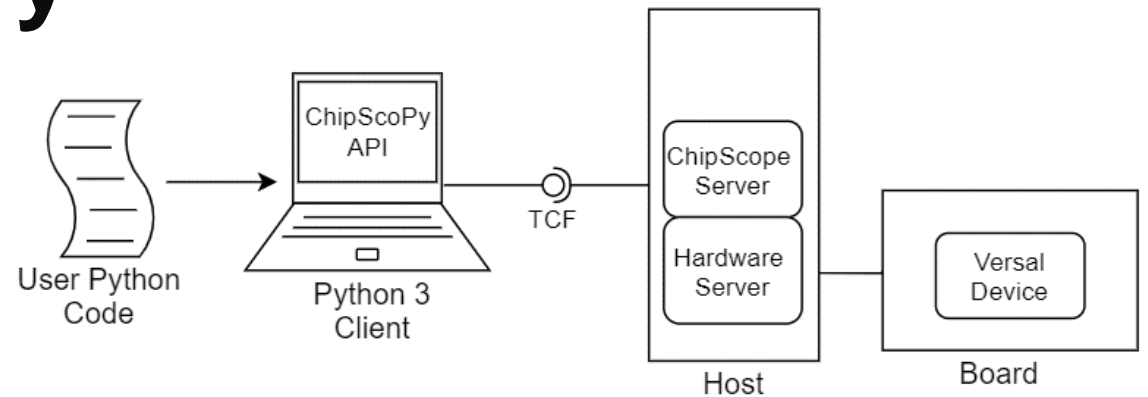 y
ChipScoPy
API
User Python
Code
Python 3
Client
TCF
ChipScope
Server
Hardware
Server
Host
Versal
Device
Board